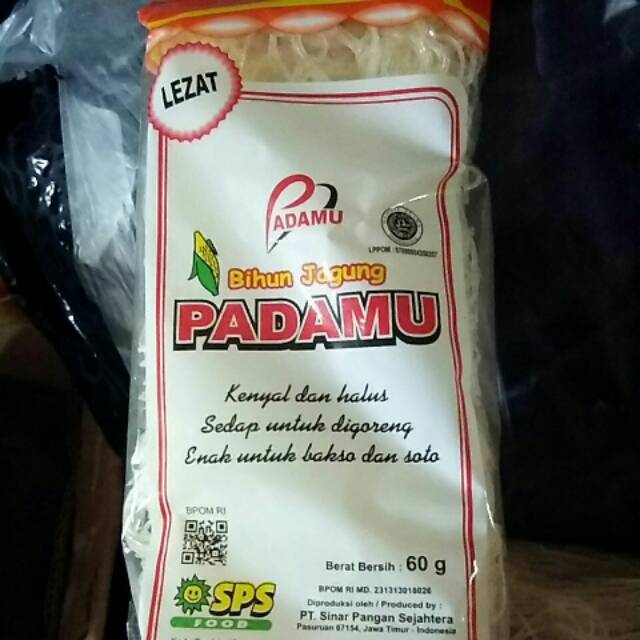 LEZAT
PADAMU
Bihun Jagung
PADAMU
Kenyal dan halus
Sedap untuk digoreng
Enak untuk bakso dan soto
BPOM RI
Berat Bersih : 60 g
SPS
FOOD
BPOM RI MD. 231313018026
Diproduksi oleh / Produced by :
PT. Sinar Pangan Sejahtera
Pasuruan 67154, Jawa Timur - Indonesia